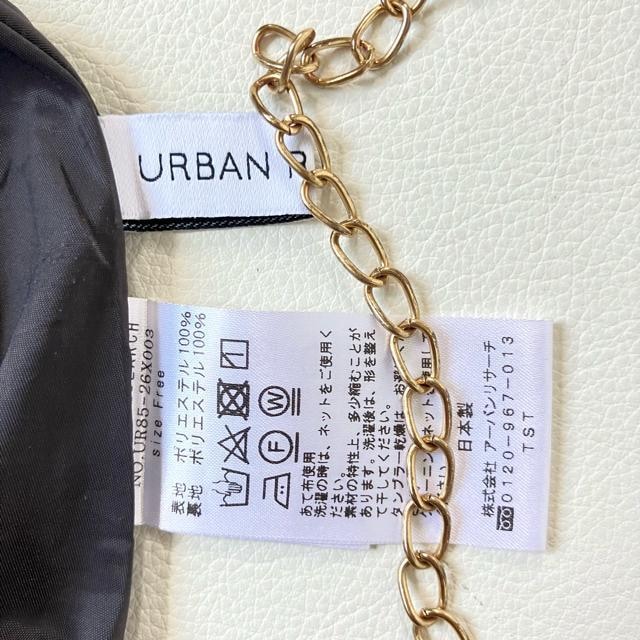 URBAN R
NO.UR85-26X003
size Free
表地 ポリエステル100%
裏地 ポリエステル100%
F W
あて布使用
洗濯の時は、ネットをご使用く
ださい。
素材の特性上、多少縮むことが
あります。洗濯後は、形を整え
て干してください。
タンブラー乾燥は、お
日本製
株式会社 アーバンリサーチ
0120-967-013
TST